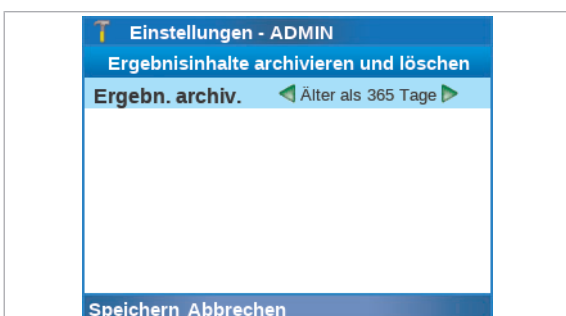 Einstellungen - ADMIN
Ergebnisinhalte archivieren und löschen
Ergebn. archiv. Älter als 365 Tage
Speichern Abbrechen